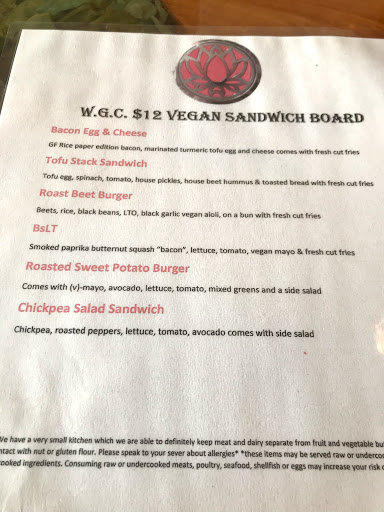 W.G.C. $12 VEGAN SANDWICH BOARD
Bacon Egg & Cheese
GF Rice paper edition bacon, marinated turmeric tofu egg and cheese comes with fresh cut fries
Tofu Stack Sandwich
Tofu egg, spinach, tomato, house pickles, house beet hummus & toasted bread with fresh cut fries
Roast Beet Burger
Beets, rice, black beans, LTO, black garlic vegan aioli, on a bun with fresh cut fries
BsLT
Smoked paprika butternut squash "bacon", lettuce, tomato, vegan mayo & fresh cut fries
Roasted Sweet Potato Burger
Comes with (v)-mayo, avocado, lettuce, tomato, mixed greens and a side salad
Chickpea Salad Sandwich
Chickpea, roasted peppers, lettuce, tomato, avocado comes with side salad
We have a very small kitchen which we are able to definitely keep meat and dairy separate from fruit and vegetable bu
ntact with nut or gluten flour. Please speak to your sever about allergies* *these items may be served raw or undercoo
ooked ingredients. Consuming raw or undercooked meats, poultry, seafood, shellfish or eggs may increase your risk o